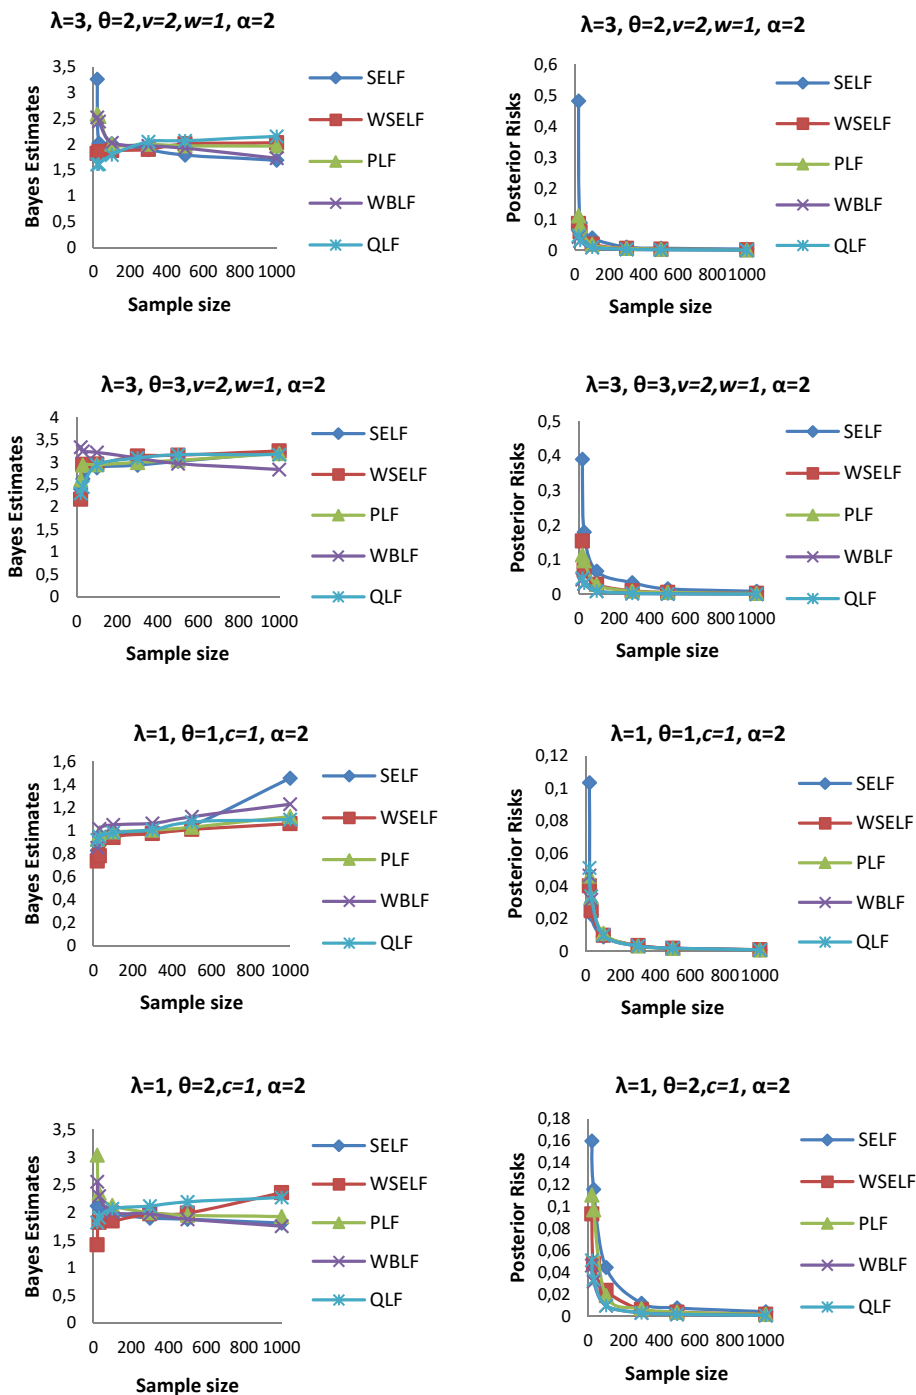 λ=3, θ=2,v=2,w=1, α=2
3,5
3
2,5
2
1,5
1
0,5
0
Bayes Estimates
0 200 400 600 800 1000
Sample size
SELF
WSELF
PLF
WBLF
QLF
λ=3, θ=2,v=2,w=1, α=2
0,6
0,5
0,4
0,3
0,2
0,1
0
Posterior Risks
0 200 400 600 800 1000
Sample size
SELF
WSELF
PLF
WBLF
QLF
λ=3, θ=3,v=2,w=1, α=2
4
3,5
3
2,5
2
1,5
1
0,5
0
Bayes Estimates
0 200 400 600 800 1000
Sample size
SELF
WSELF
PLF
WBLF
QLF
λ=3, θ=3,v=2,w=1, α=2
0,5
0,4
0,3
0,2
0,1
0
Posterior Risks
0 200 400 600 800 1000
Sample size
SELF
WSELF
PLF
WBLF
QLF
λ=1, θ=1,c=1, α=2
1,6
1,4
1,2
1
0,8
0,6
0,4
0,2
0
Bayes Estimates
0 200 400 600 800 1000
Sample size
SELF
WSELF
PLF
WBLF
QLF
λ=1, θ=1,c=1, α=2
0,12
0,1
0,08
0,06
0,04
0,02
0
Posterior Risks
0 200 400 600 800 1000
Sample size
SELF
WSELF
PLF
WBLF
QLF
λ=1, θ=2,c=1, α=2
3,5
3
2,5
2
1,5
1
0,5
0
Bayes Estimates
0 200 400 600 800 1000
Sample size
SELF
WSELF
PLF
WBLF
QLF
λ=1, θ=2,c=1, α=2
0,18
0,16
0,14
0,12
0,1
0,08
0,06
0,04
0,02
0
Posterior Risks
0 200 400 600 800 1000
Sample size
SELF
WSELF
PLF
WBLF
QLF